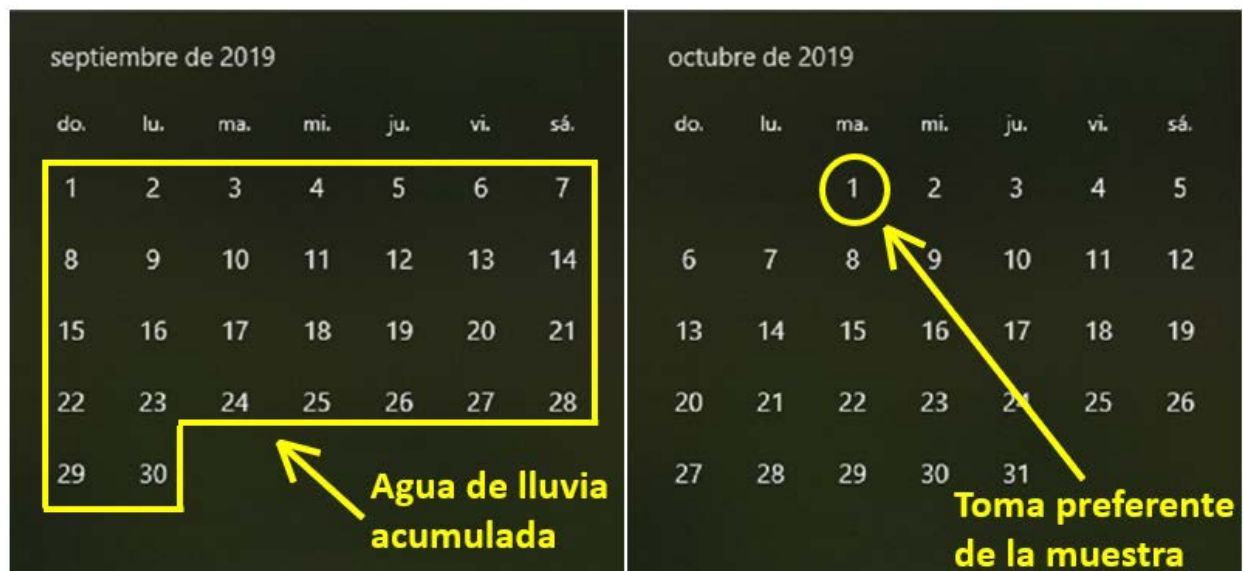 septiembre de 2019
do. lu. ma. mi. ju. vi. sá.
1 2 3 4 5 6 7
8 9 10 11 12 13 14
15 16 17 18 19 20 21
22 23 24 25 26 27 28
29 30
Agua de lluvia
acumulada
octubre de 2019
do. lu. ma. mi. ju. vi. sá.
1 2 3 4 5
6 7 8 9 10 11 12
13 14 15 16 17 18 19
20 21 22 23 24 25 26
27 28 29 30 31
Toma preferente
de la muestra